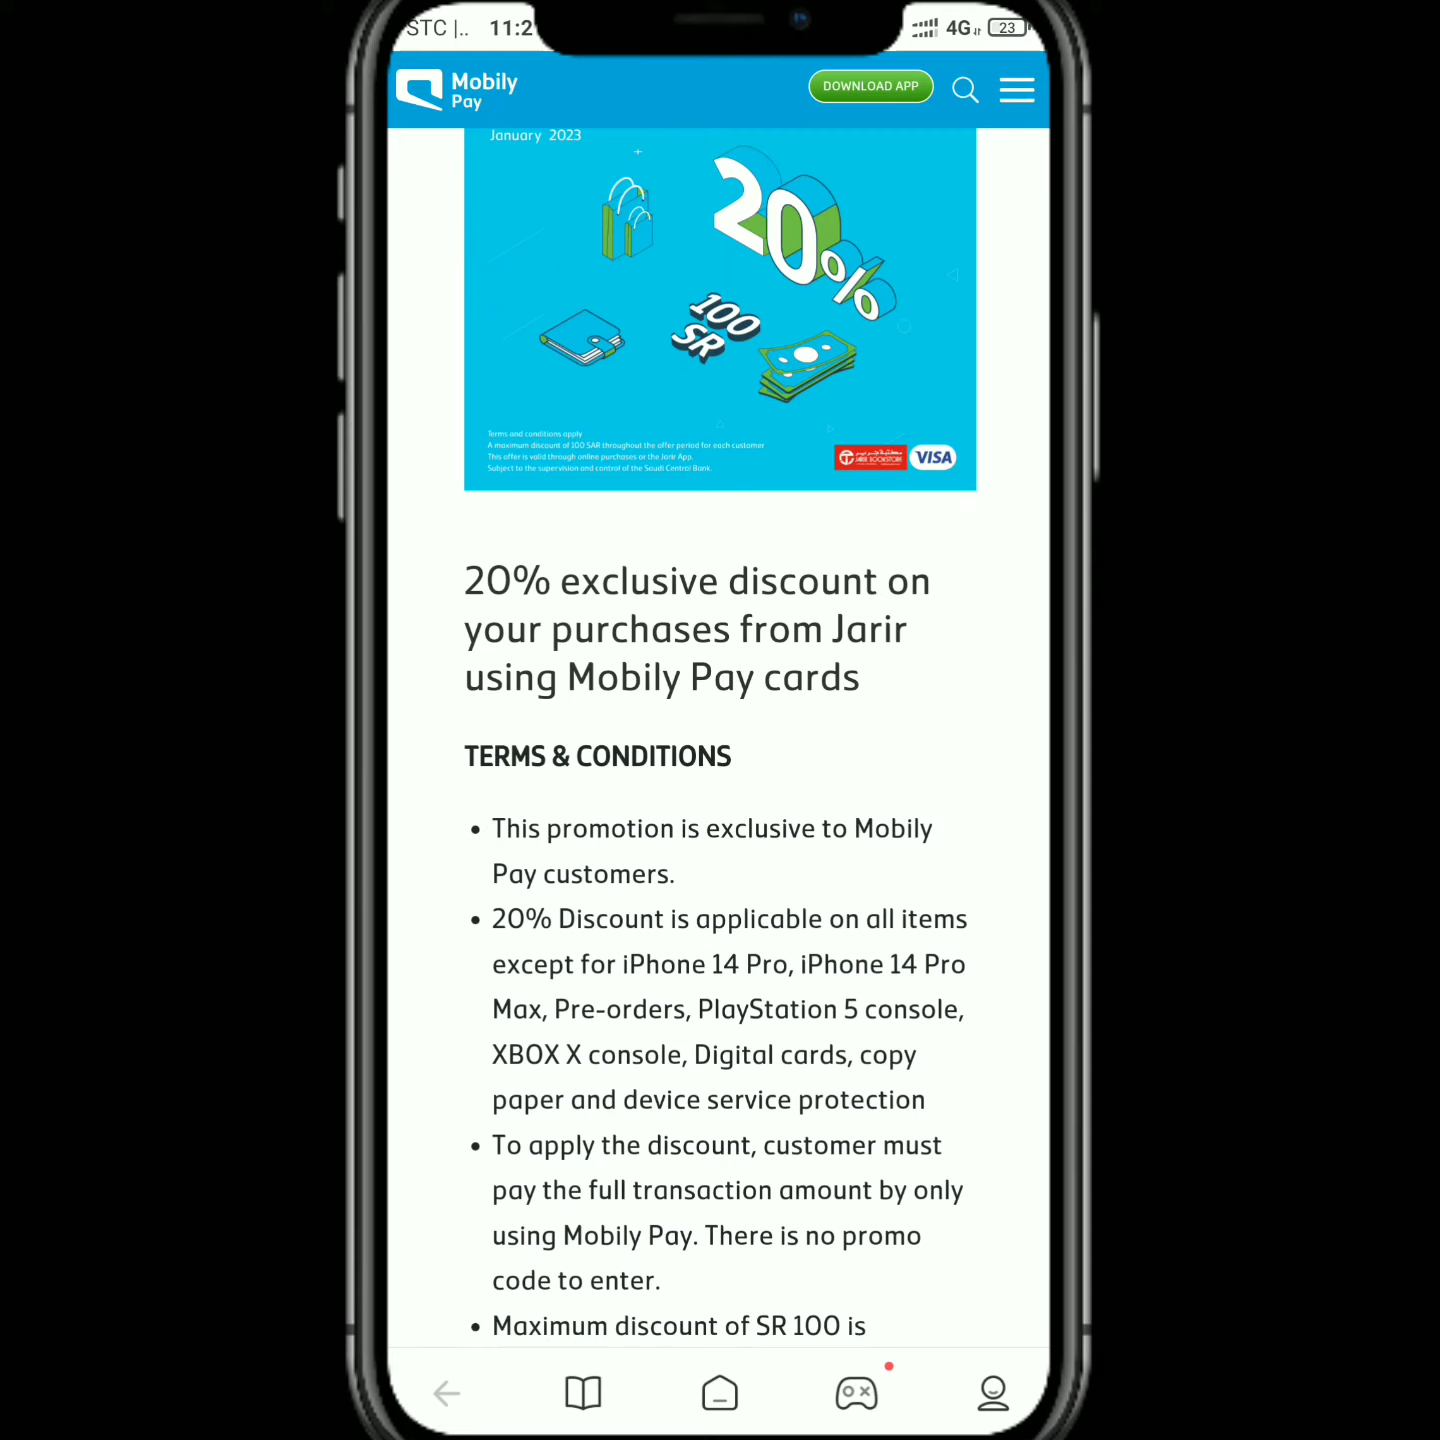 STC |..
11:2
4G
23
Mobily
Pay
DOWNLOAD APP
January 2023
20%
100
SR
Terms and conditions apply
A maximum discount of 100 SAR throughout the offer period for each customer
This offer is valid through online purchases or the Jarir App.
Subject to the supervision and control of the Saudi Central Bank.
مكتبة جرير
JARIR BOOKSTORE
VISA
20% exclusive discount on
your purchases from Jarir
using Mobily Pay cards
TERMS & CONDITIONS
• This promotion is exclusive to Mobily
Pay customers.
• 20% Discount is applicable on all items
except for iPhone 14 Pro, iPhone 14 Pro
Max, Pre-orders, PlayStation 5 console,
XBOX X console, Digital cards, copy
paper and device service protection
• To apply the discount, customer must
pay the full transaction amount by only
using Mobily Pay. There is no promo
code to enter.
• Maximum discount of SR 100 is